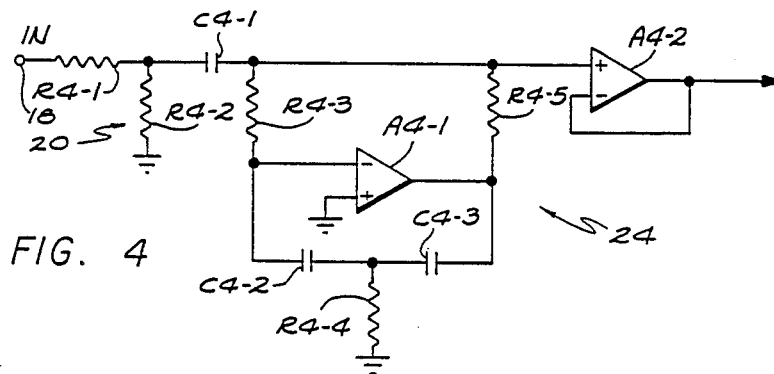 C4-1
IN
A4-2
+
-
R4-1
R4-2
R4-3
R4-5
18
20
A4-1
-
+
C4-3
24
FIG. 4
C4-2
R4-4